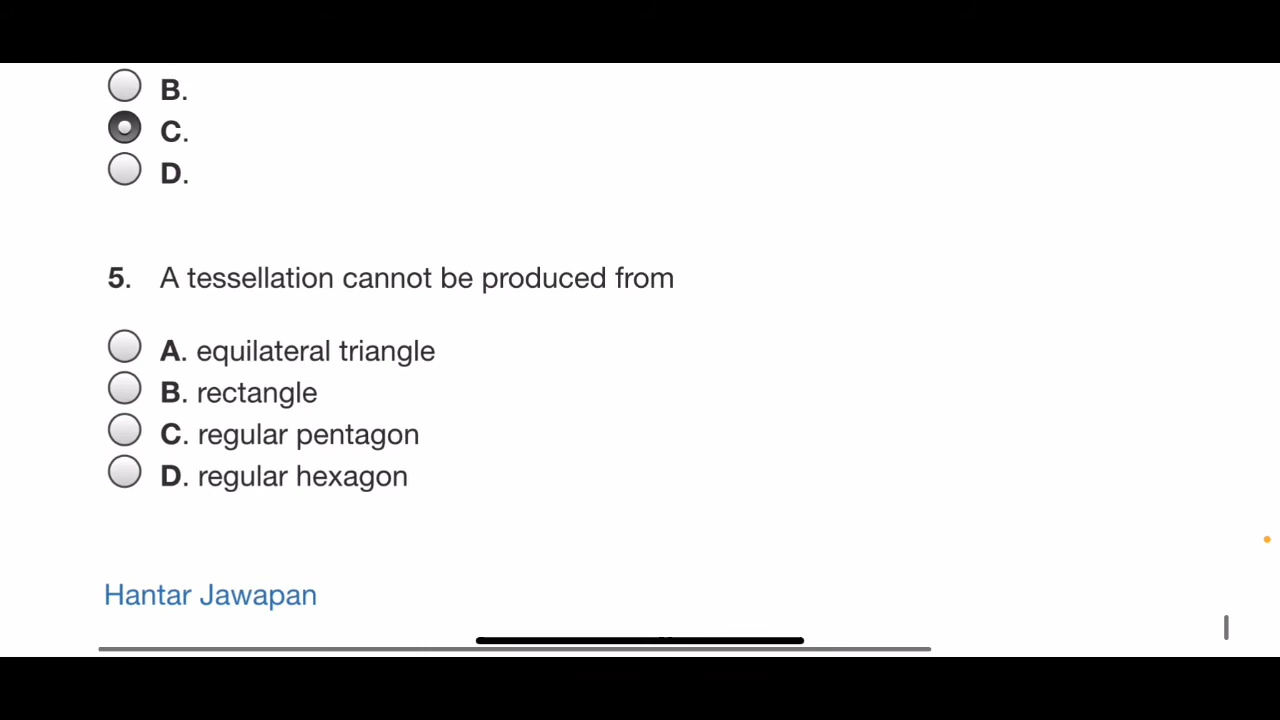 B.
C.
D.
5. A tessellation cannot be produced from
A. equilateral triangle
B. rectangle
C. regular pentagon
D. regular hexagon
Hantar Jawapan